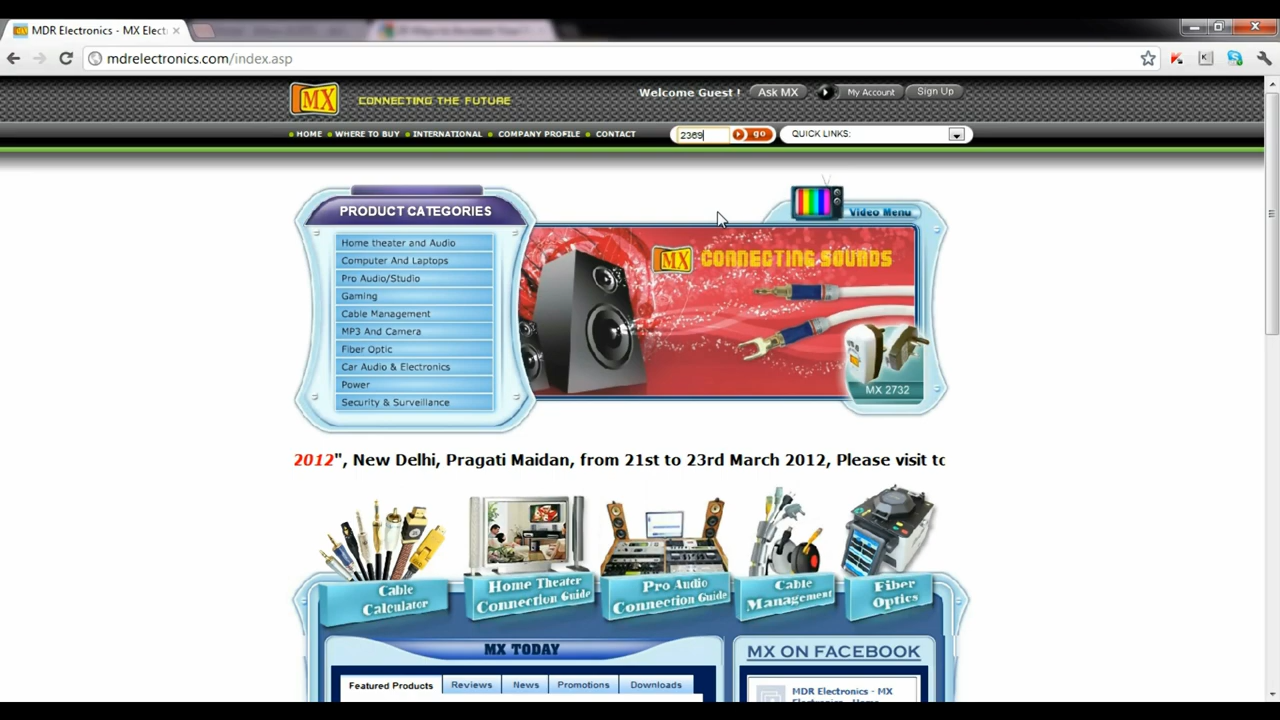 MDR Electronics - MX Elect
mdrelectronics.com/index.asp
MX
CONNECTING THE FUTURE
Welcome Guest !
Ask MX
My Account
Sign Up
HOME
WHERE TO BUY
INTERNATIONAL
COMPANY PROFILE
CONTACT
2369
go
QUICK LINKS:
PRODUCT CATEGORIES
Home theater and Audio
Computer And Laptops
Pro Audio/Studio
Gaming
Cable Management
MP3 And Camera
Fiber Optic
Car Audio & Electronics
Power
Security & Surveillance
Video Menu
MX CONNECTING SOUNDS
MX 2732
2012", New Delhi, Pragati Maidan, from 21st to 23rd March 2012, Please visit to
Cable
Calculator
Home Theater
Connection Guide
Pro Audio
Connection Guide
Cable
Management
Fiber
Optics
MX TODAY
Featured Products
Reviews
News
Promotions
Downloads
MX ON FACEBOOK
MDR Electronics - MX